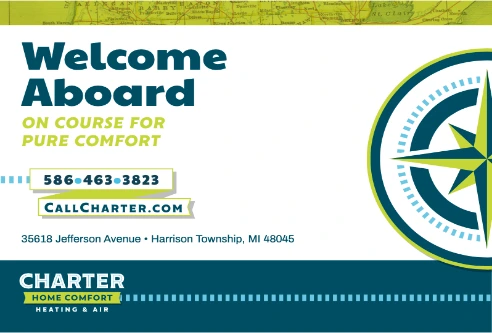 Welcome
Aboard
ON COURSE FOR
PURE COMFORT
586•463•3823
CALLCHARTER.COM
35618 Jefferson Avenue • Harrison Township, MI 48045
CHARTER
HOME COMFORT
HEATING & AIR